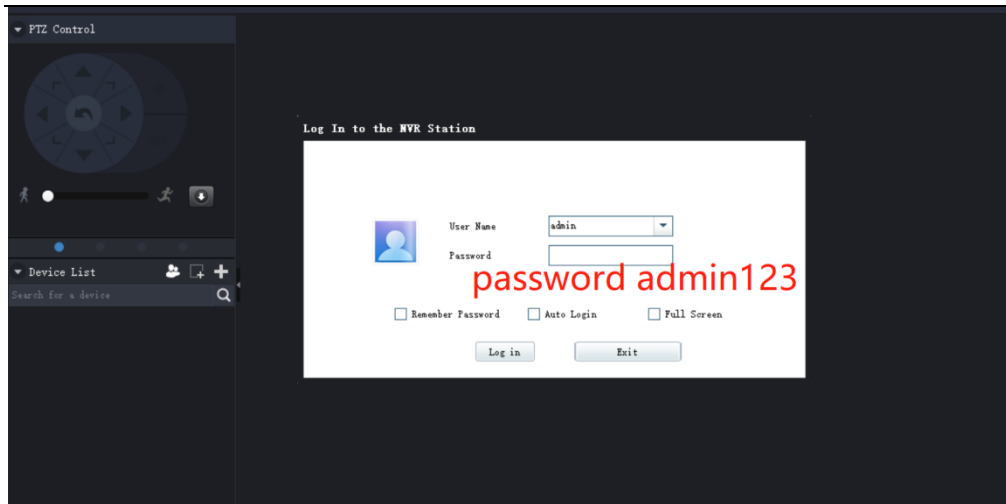 PTZ Control
Log In to the NVR Station
User Name
admin
Password
password admin123
Device List
Search for a device
Remember Password
Auto Login
Full Screen
Log in
Exit